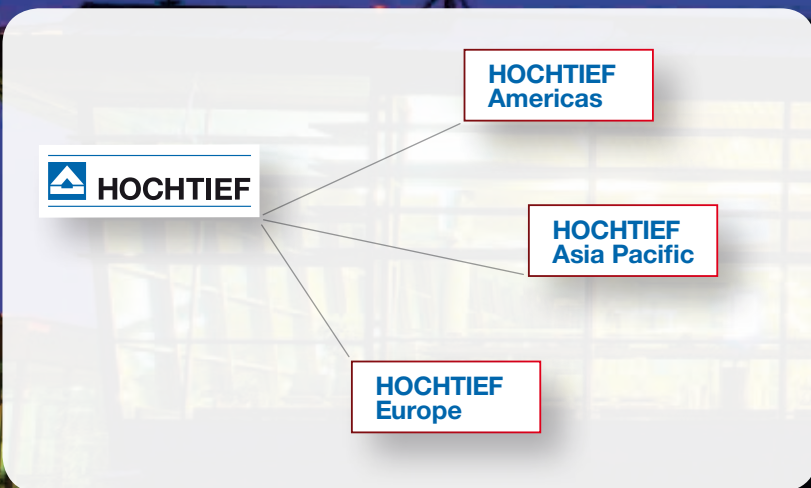 HOCHTIEF
Americas
HOCHTIEF
HOCHTIEF
Asia Pacific
HOCHTIEF
Europe